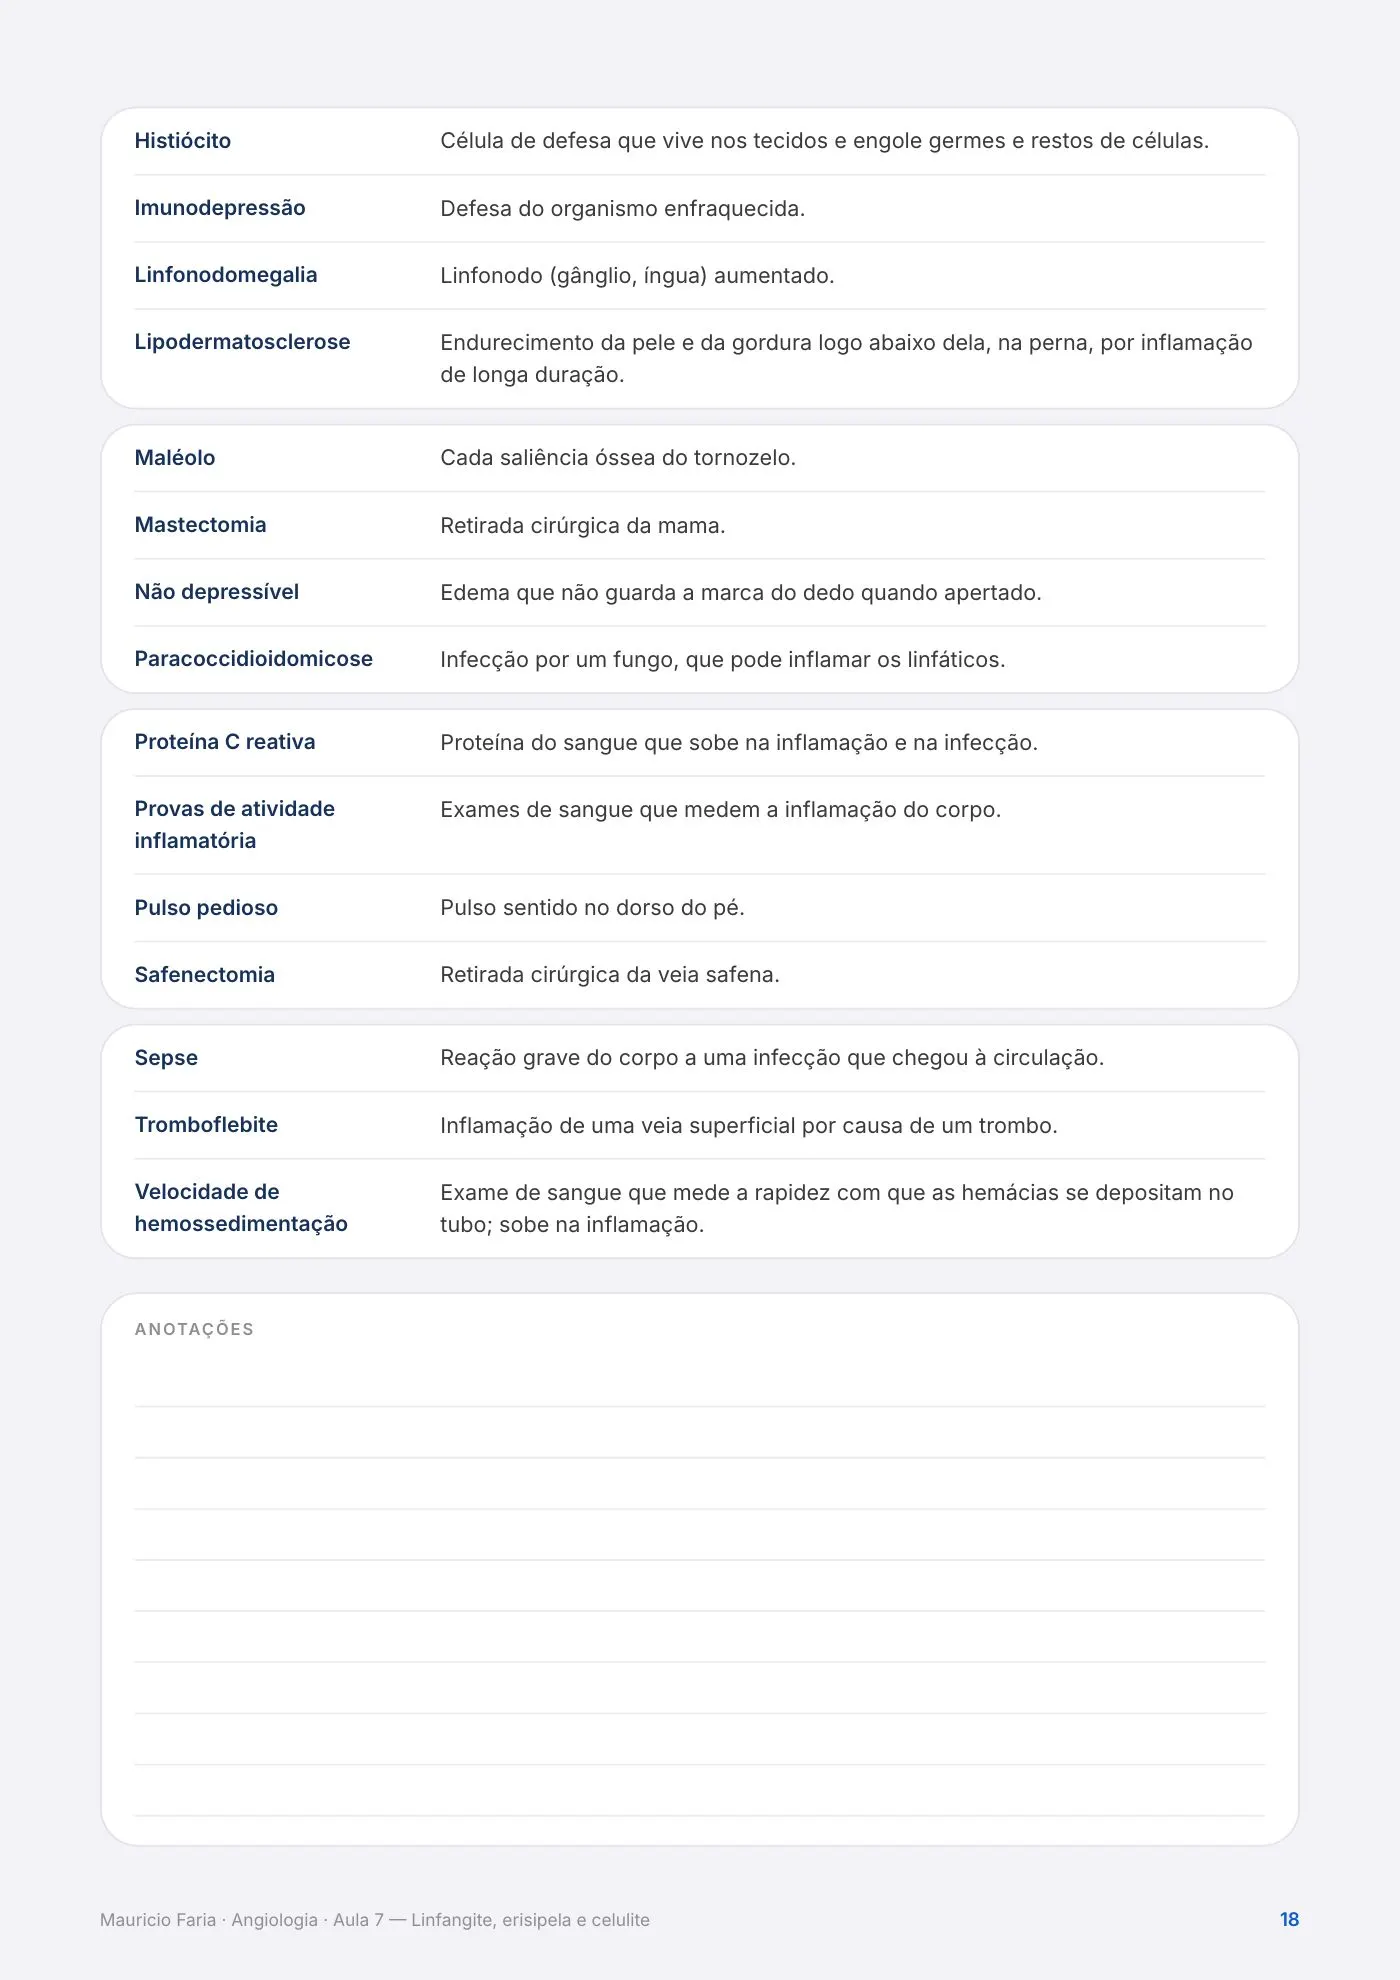 Histiócito
Célula de defesa que vive nos tecidos e engole germes e restos de células.
Imunodepressão
Defesa do organismo enfraquecida.
Linfonodomegalia
Linfonodo (gânglio, íngua) aumentado.
Lipodermatosclerose
Endurecimento da pele e da gordura logo abaixo dela, na perna, por inflamação
de longa duração.
Maléolo
Cada saliência óssea do tornozelo.
Mastectomia
Retirada cirúrgica da mama.
Não depressível
Edema que não guarda a marca do dedo quando apertado.
Paracoccidioidomicose
Infecção por um fungo, que pode inflamar os linfáticos.
Proteína C reativa
Proteína do sangue que sobe na inflamação e na infecção.
Provas de atividade
inflamatória
Exames de sangue que medem a inflamação do corpo.
Pulso pedioso
Pulso sentido no dorso do pé.
Safenectomia
Retirada cirúrgica da veia safena.
Sepse
Reação grave do corpo a uma infecção que chegou à circulação.
Tromboflebite
Inflamação de uma veia superficial por causa de um trombo.
Velocidade de
hemossedimentação
Exame de sangue que mede a rapidez com que as hemácias se depositam no
tubo; sobe na inflamação.
ANOTAÇÕES
Mauricio Faria · Angiologia · Aula 7 — Linfangite, erisipela e celulite
18